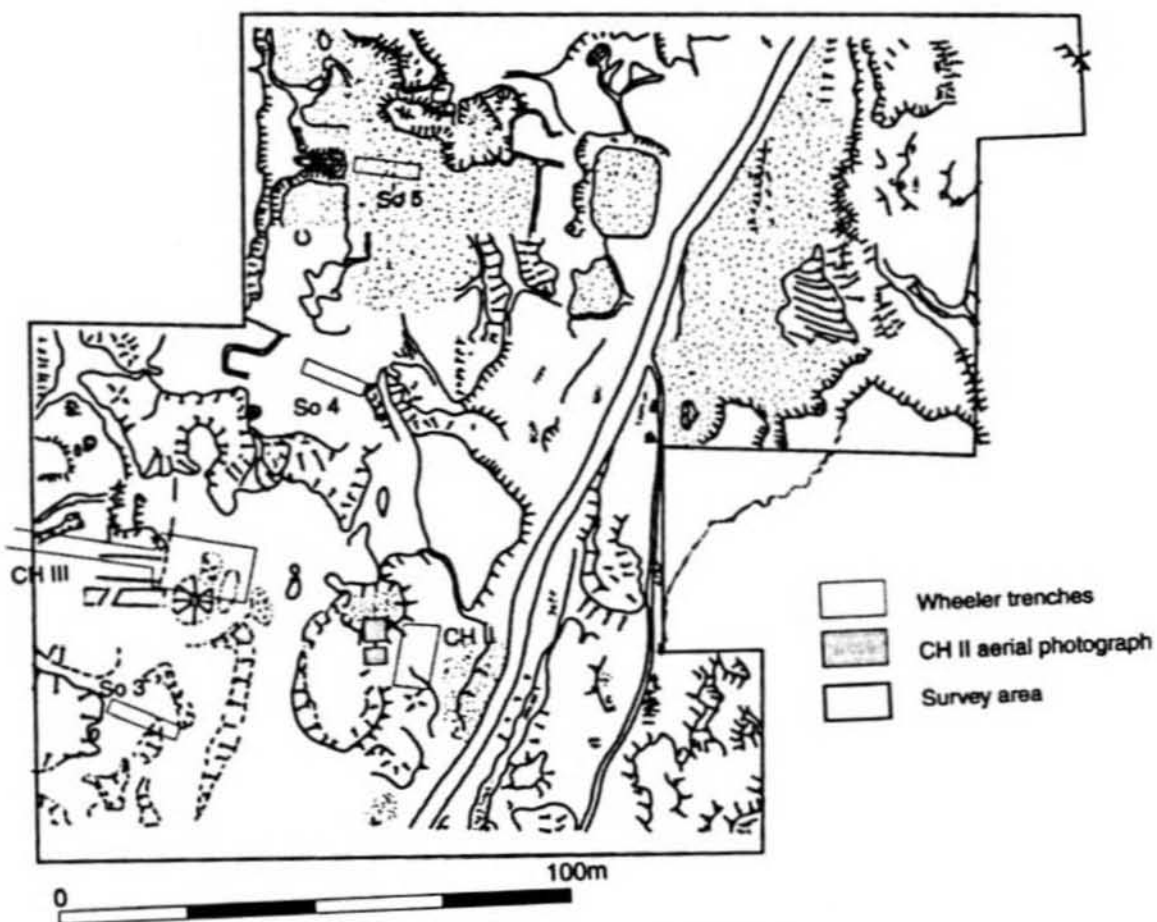 Sd 5
So 4
CH III
CH II
So 3
Wheeler trenches
CH II aerial photograph
Survey area
0
100m